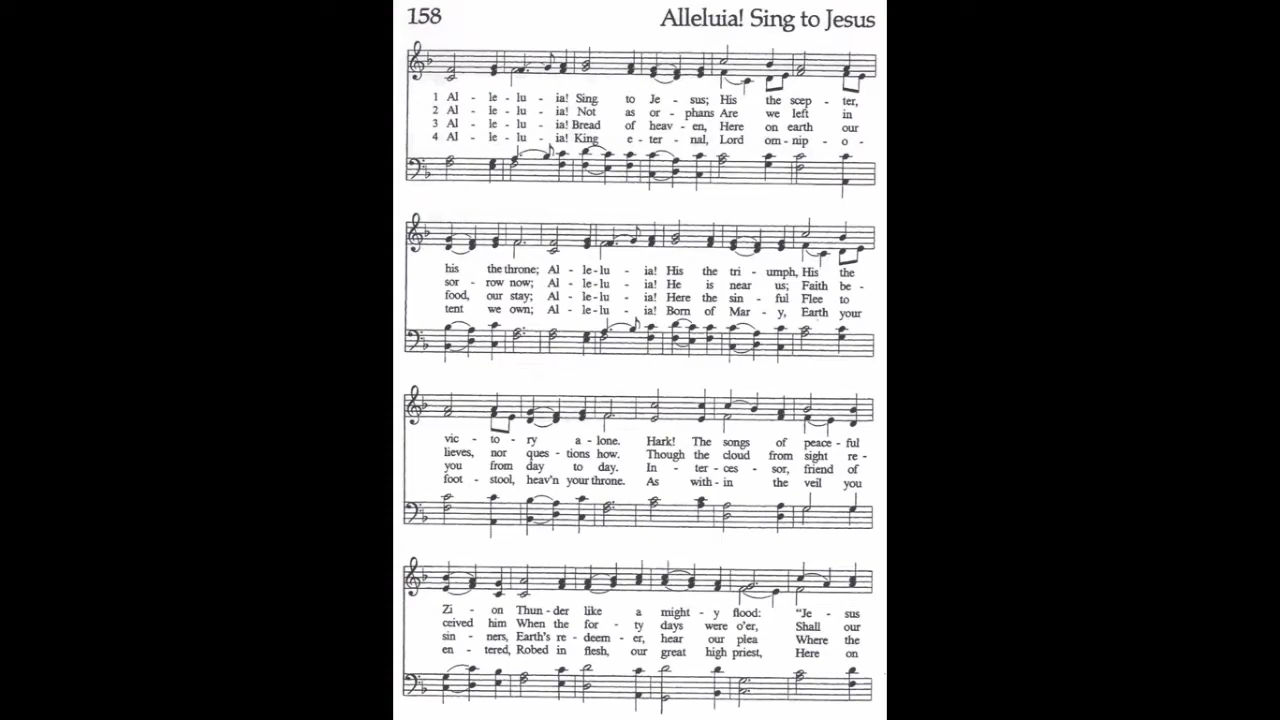 158 Alleluia! Sing to Jesus
1 Al - le - lu - ia! Sing to Je - sus; His the scep - ter,
2 Al - le - lu - ia! Not as or - phans Are we left in
3 Al - le - lu - ia! Bread of heav - en, Here on earth our
4 Al - le - lu - ia! King e - ter - nal, Lord om - nip - o -
his the throne; Al - le - lu - ia! His the tri - umph, His the
sor - row now; Al - le - lu - ia! He is near us; Faith be -
food, our stay; Al - le - lu - ia! Here the sin - ful Flee to
tent we own; Al - le - lu - ia! Born of Mar - y, Earth your
vic - to - ry a - lone. Hark! The songs of peace - ful
lieves, nor ques - tions how. Though the cloud from sight re -
you from day to day. In - ter - ces - sor, friend of
foot - stool, heav'n your throne. As with - in the veil you
Zi - on Thun - der like a might - y flood: "Je - sus
ceived him When the for - ty days were o'er, Shall our
sin - ners, Earth's re - deem - er, hear our plea Where the
en - tered, Robed in flesh, our great high priest, Here on